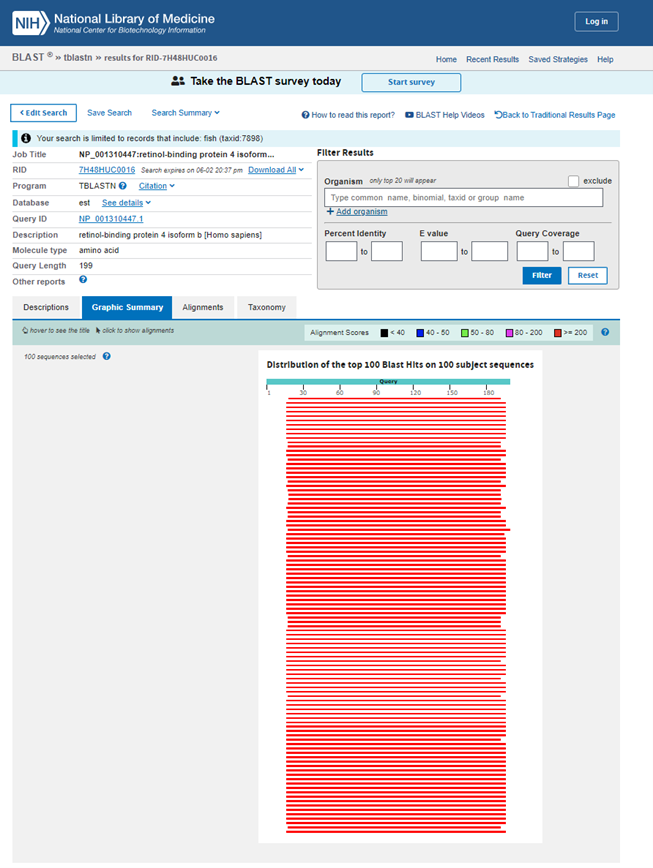 NIH National Library of Medicine
National Center for Biotechnology Information
Log in
BLAST ® » tblastn » results for RID-7H48HUC0016
Home Recent Results Saved Strategies Help
Take the BLAST survey today Start survey
< Edit Search Save Search Search Summary
How to read this report? BLAST Help Videos Back to Traditional Results Page
Your search is limited to records that include: fish (taxid:7898)
Job Title NP_001310447:retinol-binding protein 4 isoform...
RID 7H48HUC0016 Search expires on 06-02 20:37 pm Download All
Program TBLASTN Citation
Database est See details
Query ID NP_001310447.1
Description retinol-binding protein 4 isoform b [Homo sapiens]
Molecule type amino acid
Query Length 199
Other reports
Filter Results
Organism only top 20 will appear exclude
Type common name, binomial, taxid or group name
+ Add organism
Percent Identity E value Query Coverage
to to to
Filter Reset
Descriptions Graphic Summary Alignments Taxonomy
hover to see the title click to show alignments
Alignment Scores < 40 40 - 50 50 - 80 80 - 200 >= 200
100 sequences selected
Distribution of the top 100 Blast Hits on 100 subject sequences
Query
1 30 60 90 120 150 180